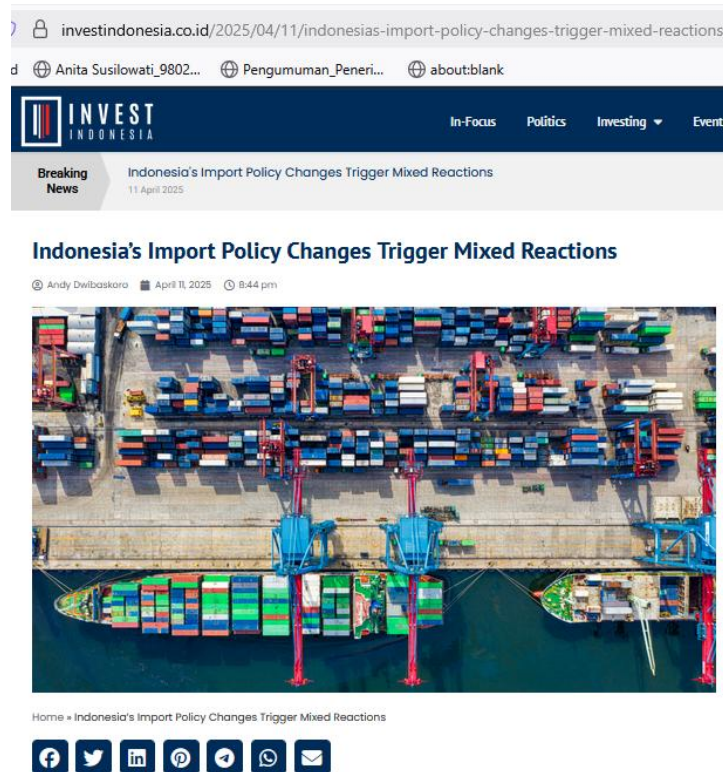 investindonesia.co.id/2025/04/11/indonesias-import-policy-changes-trigger-mixed-reactions
d Anita Susilowati_9802... Pengumuman_Peneri... about:blank
INVEST
INDONESIA
In-Focus Politics Investing Event
Breaking
News
Indonesia's Import Policy Changes Trigger Mixed Reactions
11 April 2025
Indonesia's Import Policy Changes Trigger Mixed Reactions
Andy Dwibaskoro April 11, 2025 8:44 pm
Home » Indonesia's Import Policy Changes Trigger Mixed Reactions